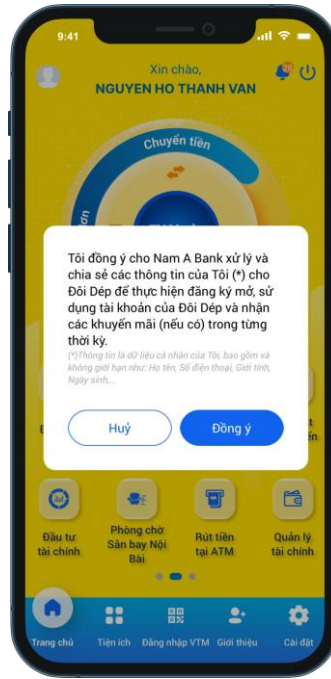 9:41
Xin chào,
NGUYEN HO THANH VAN
Chuyển tiền
Tôi đồng ý cho Nam A Bank xử lý và
chia sẻ các thông tin của Tôi (*) cho
Đôi Dép để thực hiện đăng ký mở, sử
dụng tài khoản của Đôi Dép và nhận
các khuyến mãi (nếu có) trong từng
thời kỳ.
(*)Thông tin là dữ liệu cá nhân của Tôi, bao gồm và
không giới hạn như: Họ tên, Số điện thoại, Giới tính,
Ngày sinh,...
Huỷ
Đồng ý
Đầu tư
tài chính
Phòng chờ
Sân bay Nội
Bài
Rút tiền
tại ATM
Quản lý
tài chính
Trang chủ
Tiện ích
Đăng nhập VTM
Giới thiệu
Cài đặt